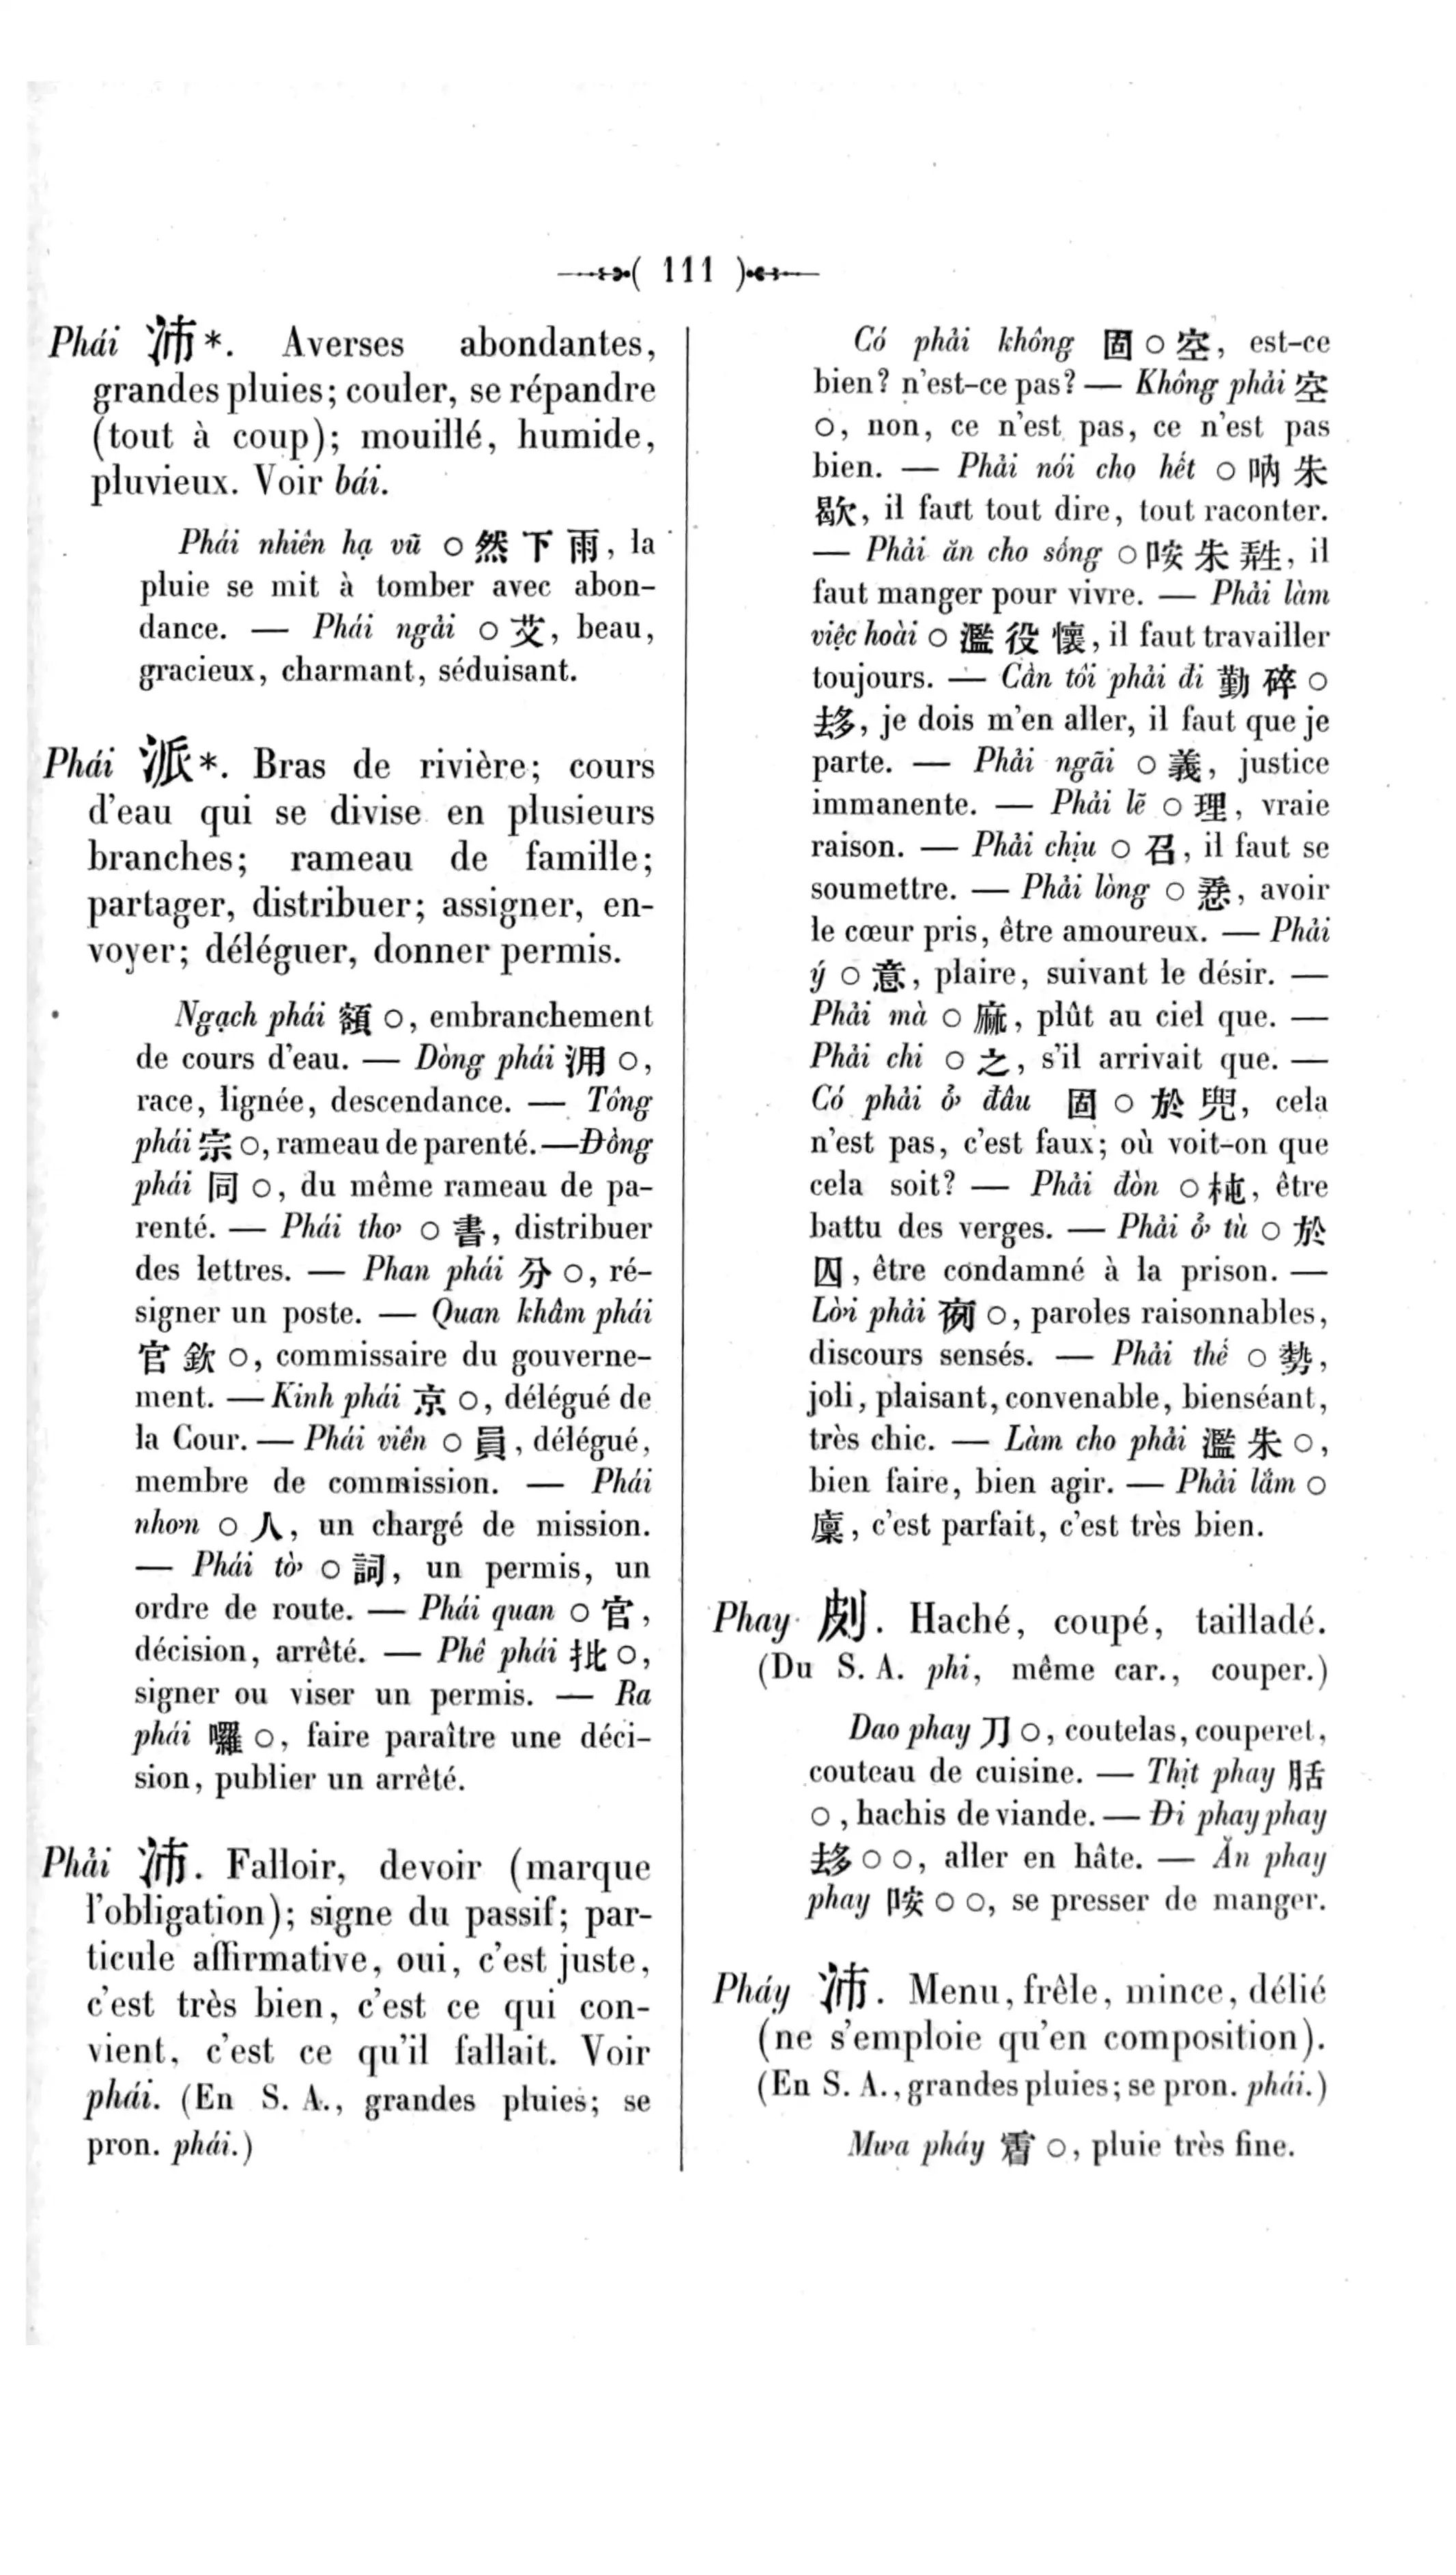 ( 111 )
Phái 沛*. Averses abondantes,
grandes pluies; couler, se répandre
(tout à coup); mouillé, humide,
pluvieux. Voir bái.
Phái nhiên hạ vũ ○ 然 下 雨, la
pluie se mit à tomber avec abon-
dance. — Phái ngải ○ 艾, beau,
gracieux, charmant, séduisant.
Phái 派*. Bras de rivière; cours
d'eau qui se divise en plusieurs
branches; rameau de famille;
partager, distribuer; assigner, en-
voyer; déléguer, donner permis.
Ngạch phái 額 ○, embranchement
de cours d'eau. — Dòng phái 㳉 ○,
race, lignée, descendance. — Tông
phái 宗 ○, rameau de parenté. — Đồng
phái 同 ○, du même rameau de pa-
renté. — Phái thơ ○ 書, distribuer
des lettres. — Phan phái 分 ○, ré-
signer un poste. — Quan khâm phái
官 欽 ○, commissaire du gouverne-
ment. — Kinh phái 京 ○, délégué de
la Cour. — Phái viên ○ 員, délégué,
membre de commission. — Phái
nhơn ○ 人, un chargé de mission.
— Phái tờ ○ 詞, un permis, un
ordre de route. — Phái quan ○ 官,
décision, arrêté. — Phê phái 批 ○,
signer ou viser un permis. — Ra
phái 囉 ○, faire paraître une déci-
sion, publier un arrêté.
Phải 沛. Falloir, devoir (marque
l'obligation); signe du passif; par-
ticule affirmative, oui, c'est juste,
c'est très bien, c'est ce qui con-
vient, c'est ce qu'il fallait. Voir
phái. (En S. A., grandes pluies; se
pron. phái.)
Có phải không 固 ○ 空, est-ce
bien? n'est-ce pas? — Không phải 空
○, non, ce n'est pas, ce n'est pas
bien. — Phải nói cho hết ○ 吶 朱
歇, il faut tout dire, tout raconter.
— Phải ăn cho sống ○ 咹 朱 𤯩, il
faut manger pour vivre. — Phải làm
việc hoài ○ 濫 役 懷, il faut travailler
toujours. — Cần tôi phải đi 勤 碎 ○
𠫾, je dois m'en aller, il faut que je
parte. — Phải ngãi ○ 義, justice
immanente. — Phải lẽ ○ 理, vraie
raison. — Phải chịu ○ 召, il faut se
soumettre. — Phải lòng ○ 㥨, avoir
le cœur pris, être amoureux. — Phải
ý ○ 意, plaire, suivant le désir. —
Phải mà ○ 麻, plût au ciel que. —
Phải chi ○ 之, s'il arrivait que. —
Có phải ở đâu 固 ○ 於 兜, cela
n'est pas, c'est faux; où voit-on que
cela soit? — Phải đòn ○ 杶, être
battu des verges. — Phải ở tù ○ 於
囚, être condamné à la prison. —
Lời phải ○, paroles raisonnables,
discours sensés. — Phải thế ○ 勢,
joli, plaisant, convenable, bienséant,
très chic. — Làm cho phải 濫 朱 ○,
bien faire, bien agir. — Phải lắm ○
廩, c'est parfait, c'est très bien.
Phay 㓟. Haché, coupé, tailladé.
(Du S. A. phi, même car., couper.)
Dao phay 刀 ○, coutelas, couperet,
couteau de cuisine. — Thịt phay 䏦
○, hachis de viande. — Đi phay phay
𠫾 ○ ○, aller en hâte. — Ăn phay
phay 咹 ○ ○, se presser de manger.
Pháy 沛. Menu, frêle, mince, délié
(ne s'emploie qu'en composition).
(En S. A., grandes pluies; se pron. phái.)
Mưa pháy ○, pluie très fine.